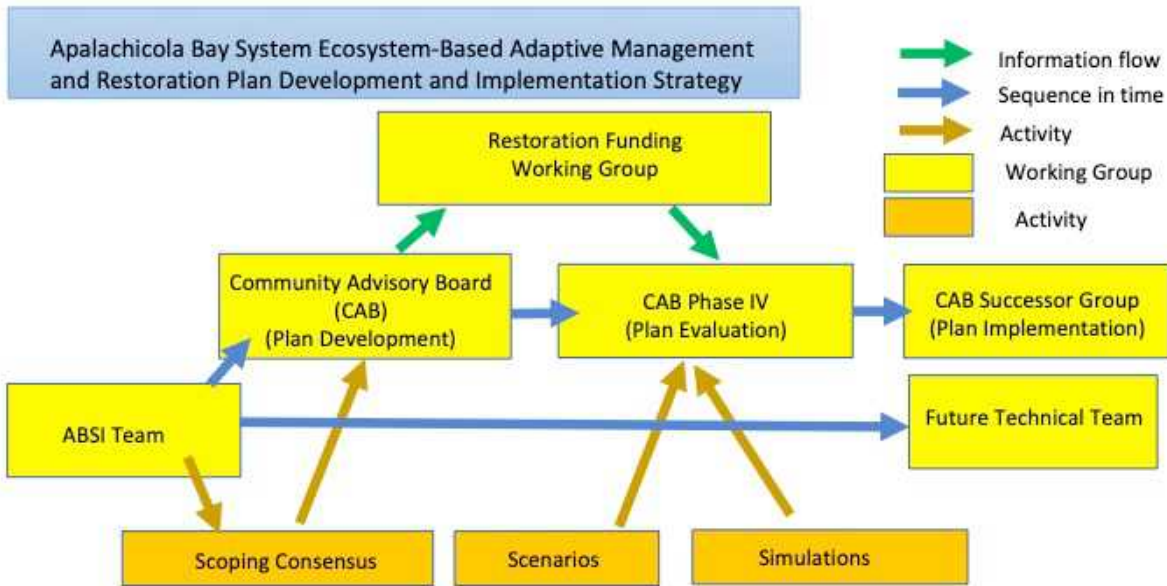 Apalachicola Bay System Ecosystem-Based Adaptive Management
and Restoration Plan Development and Implementation Strategy
Information flow
Sequence in time
Activity
Working Group
Activity
Restoration Funding
Working Group
Community Advisory Board
(CAB)
(Plan Development)
CAB Phase IV
(Plan Evaluation)
CAB Successor Group
(Plan Implementation)
ABSI Team
Future Technical Team
Scoping Consensus
Scenarios
Simulations